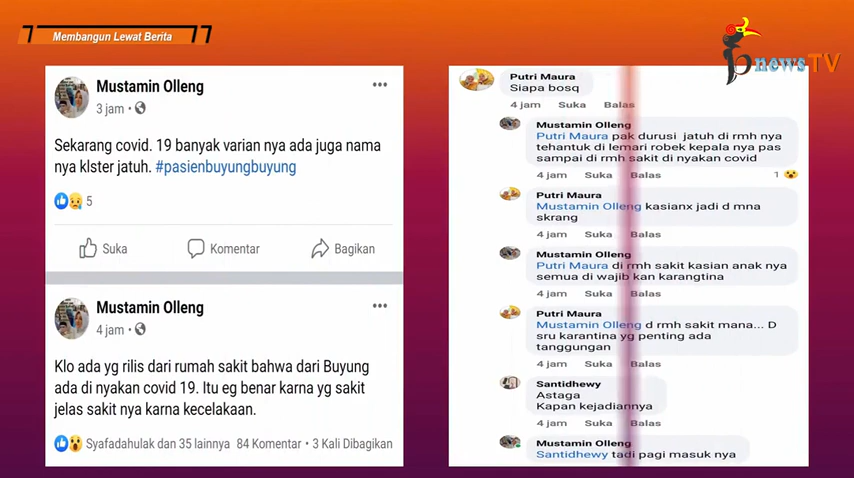 Membangun Lewat Berita
pnewsTV
Mustamin Olleng
3 jam
Sekarang covid. 19 banyak varian nya ada juga nama
nya klster jatuh. #pasienbuyungbuyung
5
Suka
Komentar
Bagikan
Mustamin Olleng
4 jam
Klo ada yg rilis dari rumah sakit bahwa dari Buyung
ada di nyakan covid 19. Itu eg benar karna yg sakit
jelas sakit nya karna kecelakaan.
Syafadahulak dan 35 lainnya 84 Komentar • 3 Kali Dibagikan
Putri Maura
Siapa bosq
4 jam Suka Balas
Mustamin Olleng
Putri Maura pak durusi jatuh di rmh nya
tehantuk di lemari robek kepala nya pas
sampai di rmh sakit di nyakan covid
4 jam Suka Balas 1
Putri Maura
Mustamin Olleng kasianx jadi d mna
skrang
4 jam Suka Balas
Mustamin Olleng
Putri Maura di rmh sakit kasian anak nya
semua di wajib kan karangtina
4 jam Suka Balas
Putri Maura
Mustamin Olleng d rmh sakit mana... D
sru karantina yg penting ada
tanggungan
4 jam Suka Balas
Santidhewy
Astaga
Kapan kejadiannya
4 jam Suka Balas
Mustamin Olleng
Santidhewy tadi pagi masuk nya